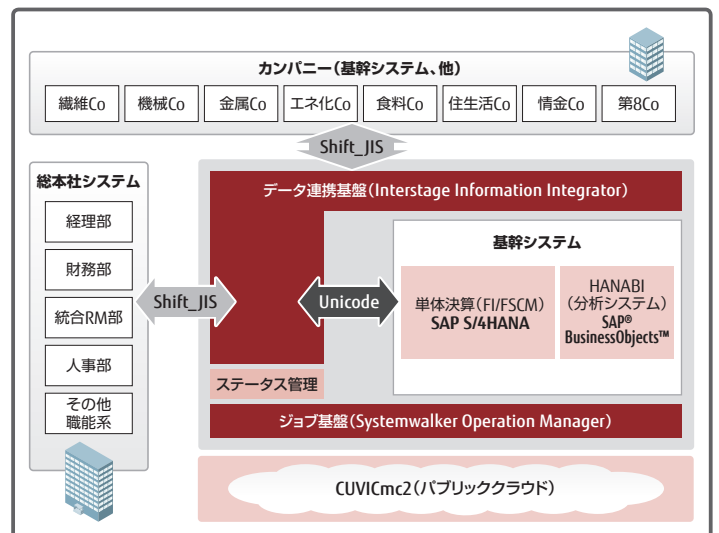 カンパニー（基幹システム、他）
繊維Co 機械Co 金属Co エネ化Co 食料Co 住生活Co 情金Co 第8Co
Shift_JIS
総本社システム
経理部
財務部
統合RM部
人事部
その他
職能系
Shift_JIS
データ連携基盤（Interstage Information Integrator）
Unicode
基幹システム
単体決算（FI/FSCM）
SAP S/4HANA
HANABI
（分析システム）
SAP®
BusinessObjects™
ステータス管理
ジョブ基盤（Systemwalker Operation Manager）
CUVICmc2（パブリッククラウド）